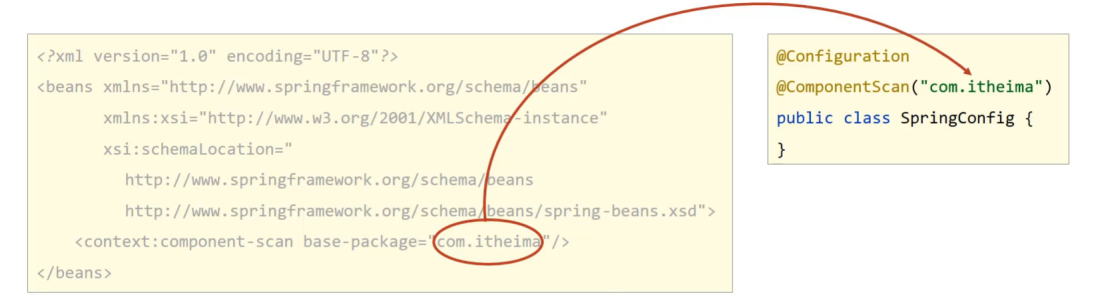 <?xml version="1.0" encoding="UTF-8"?>
<beans xmlns="http://www.springframework.org/schema/beans"
xmlns:xsi="http://www.w3.org/2001/XMLSchema-instance"
xsi:schemaLocation="
http://www.springframework.org/schema/beans
http://www.springframework.org/schema/beans/spring-beans.xsd">
<context:component-scan base-package="com.itheima"/>
</beans>
@Configuration
@ComponentScan("com.itheima")
public class SpringConfig {
}